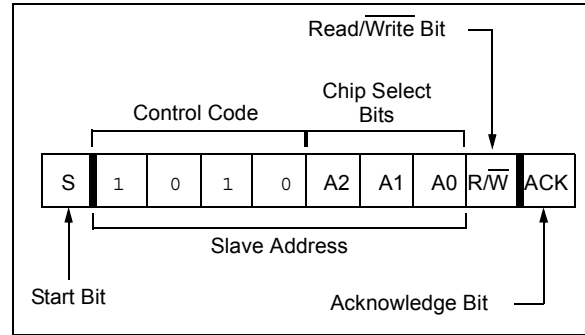 Read/Write Bit
Control Code
Chip Select
Bits
S 1 0 1 0 A2 A1 A0 R/W ACK
Slave Address
Start Bit
Acknowledge Bit